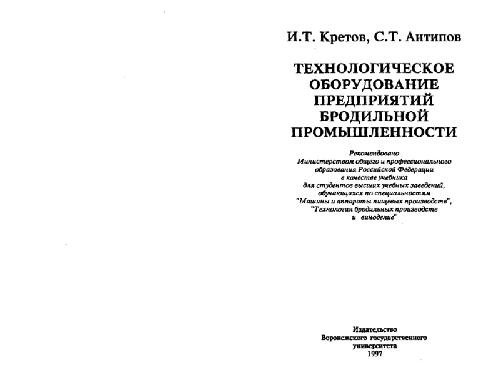 И.Т. Кретов, С.Т. Антипов
ТЕХНОЛОГИЧЕСКОЕ
ОБОРУДОВАНИЕ
ПРЕДПРИЯТИЙ
БРОДИЛЬНОЙ
ПРОМЫШЛЕННОСТИ
Рекомендовано
Министерством общего и профессионального
образования Российской Федерации
в качестве учебника
для студентов высших учебных заведений,
обучающихся по специальностям
"Машины и аппараты пищевых производств",
"Технология бродильных производств
и виноделие"
Издательство
Воронежского государственного
университета
1997